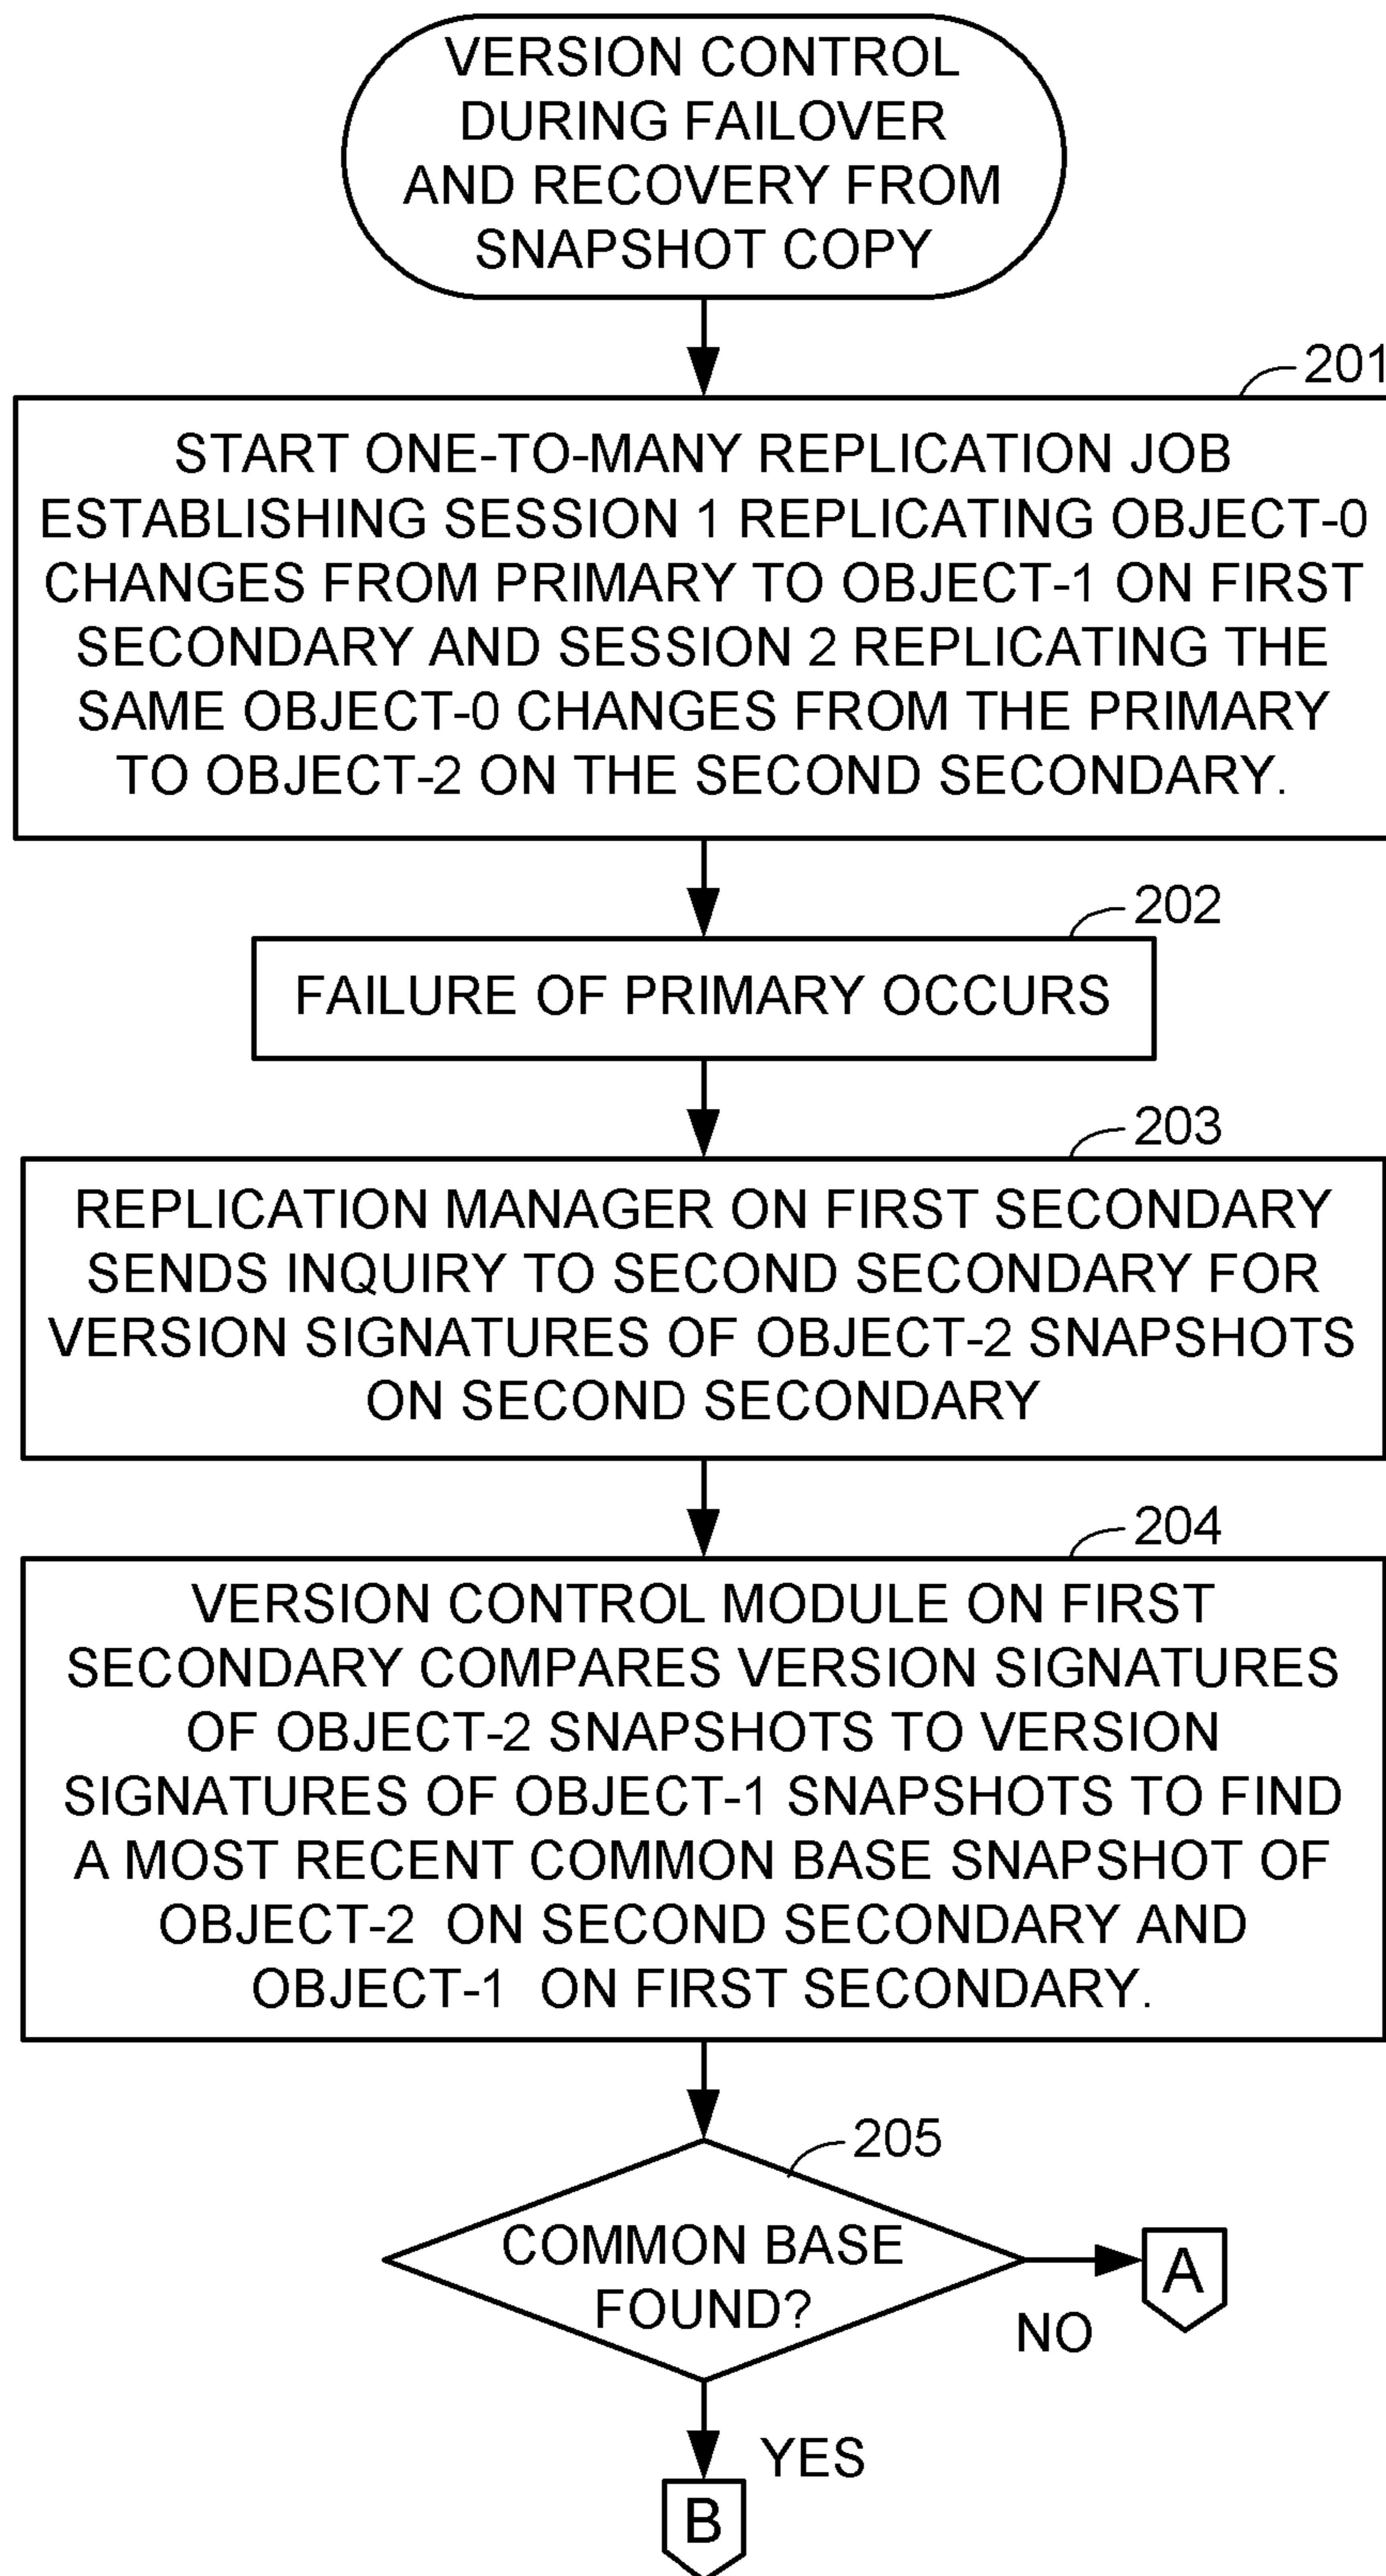 VERSION CONTROL
DURING FAILOVER
AND RECOVERY FROM
SNAPSHOT COPY
201
START ONE-TO-MANY REPLICATION JOB
ESTABLISHING SESSION 1 REPLICATING OBJECT-0
CHANGES FROM PRIMARY TO OBJECT-1 ON FIRST
SECONDARY AND SESSION 2 REPLICATING THE
SAME OBJECT-0 CHANGES FROM THE PRIMARY
TO OBJECT-2 ON THE SECOND SECONDARY.
202
FAILURE OF PRIMARY OCCURS
203
REPLICATION MANAGER ON FIRST SECONDARY
SENDS INQUIRY TO SECOND SECONDARY FOR
VERSION SIGNATURES OF OBJECT-2 SNAPSHOTS
ON SECOND SECONDARY
204
VERSION CONTROL MODULE ON FIRST
SECONDARY COMPARES VERSION SIGNATURES
OF OBJECT-2 SNAPSHOTS TO VERSION
SIGNATURES OF OBJECT-1 SNAPSHOTS TO FIND
A MOST RECENT COMMON BASE SNAPSHOT OF
OBJECT-2 ON SECOND SECONDARY AND
OBJECT-1 ON FIRST SECONDARY.
205
COMMON BASE
FOUND?
A
NO
YES
B